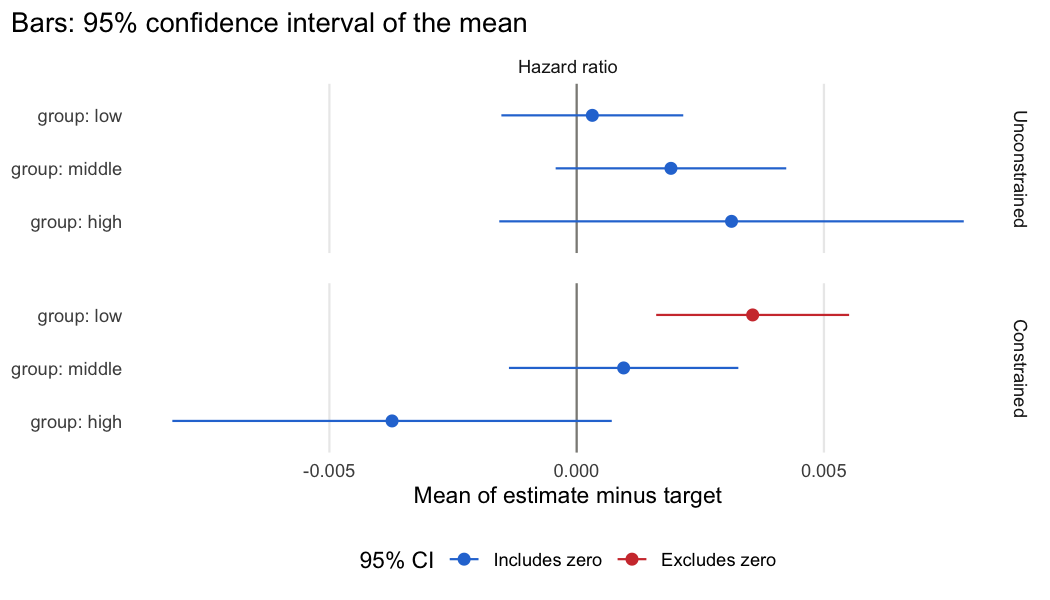 Bars: 95% confidence interval of the mean
Hazard ratio
group: low
group: middle
group: high
Unconstrained
group: low
group: middle
group: high
Constrained
-0.005 0.000 0.005
Mean of estimate minus target
95% CI Includes zero Excludes zero